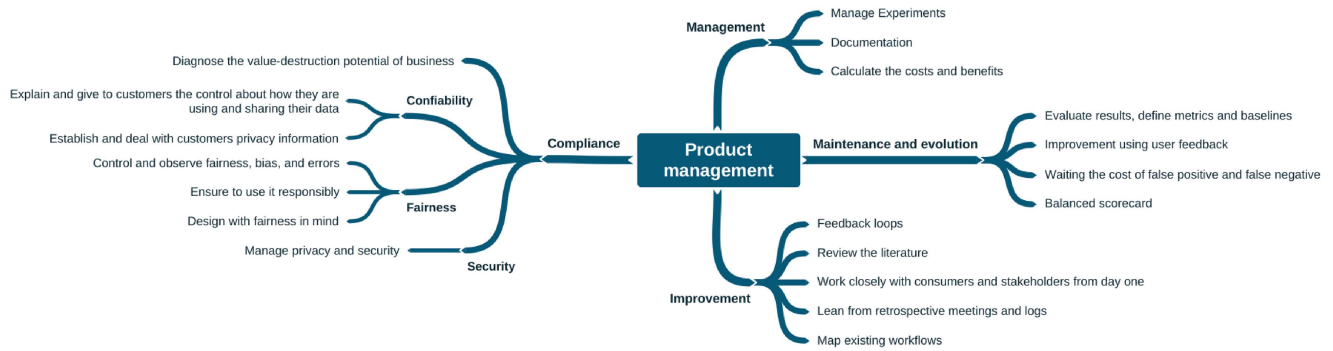 Management
Manage Experiments
Documentation
Calculate the costs and benefits
Diagnose the value-destruction potential of business
Explain and give to customers the control about how they are
using and sharing their data
Confiability
Establish and deal with customers privacy information
Control and observe fairness, bias, and errors
Ensure to use it responsibly
Fairness
Design with fairness in mind
Manage privacy and security
Security
Compliance
Product
management
Maintenance and evolution
Evaluate results, define metrics and baselines
Improvement using user feedback
Waiting the cost of false positive and false negative
Balanced scorecard
Improvement
Feedback loops
Review the literature
Work closely with consumers and stakeholders from day one
Lean from retrospective meetings and logs
Map existing workflows